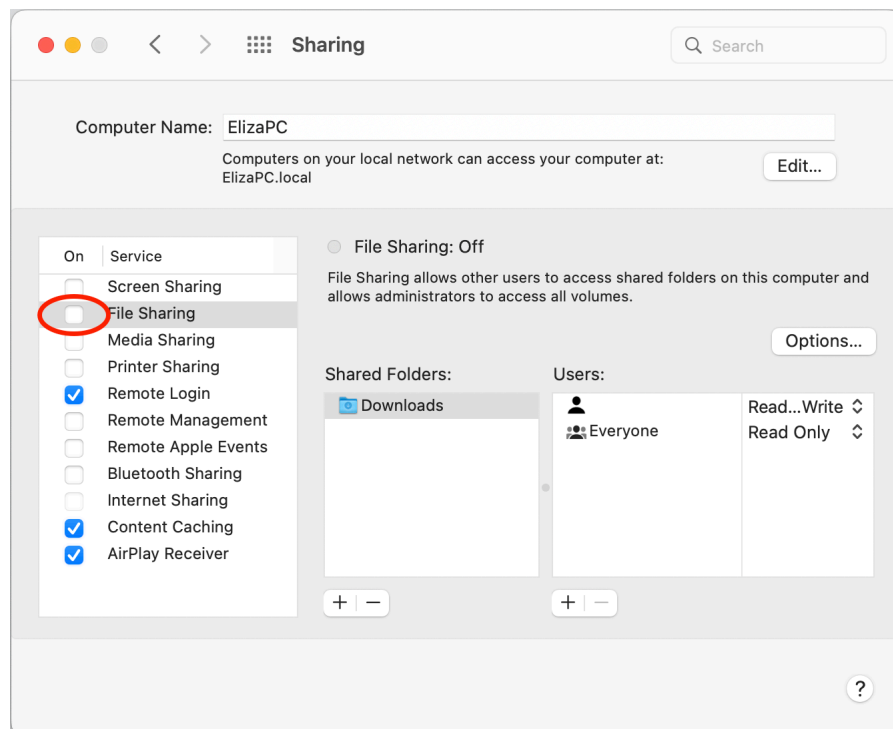 Sharing
Search
Computer Name: ElizaPC
Computers on your local network can access your computer at:
ElizaPC.local
Edit...
On Service
Screen Sharing
File Sharing
Media Sharing
Printer Sharing
Remote Login
Remote Management
Remote Apple Events
Bluetooth Sharing
Internet Sharing
Content Caching
AirPlay Receiver
File Sharing: Off
File Sharing allows other users to access shared folders on this computer and
allows administrators to access all volumes.
Options...
Shared Folders:
Downloads
Users:
Read...Write
Everyone Read Only
+ −
+ −
?